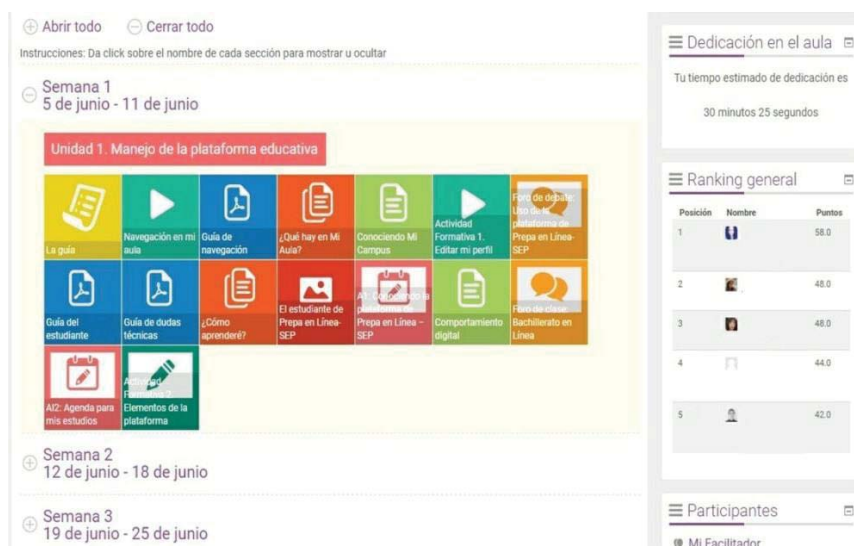 Abrir todo
Cerrar todo
Instrucciones: Da click sobre el nombre de cada sección para mostrar u ocultar
Semana 1
5 de junio - 11 de junio
Unidad 1. Manejo de la plataforma educativa
La guía
Navegación en mi
aula
Guía de
navegación
¿Qué hay en Mi
Aula?
Conociendo Mi
Campus
Actividad
Formativa 1.
Editar mi perfil
Foro de debate:
Uso de la
plataforma de
Prepa en Línea-
SEP
Guía del
estudiante
Guía de dudas
técnicas
¿Cómo
aprenderé?
El estudiante de
Prepa en Línea-
SEP
AI1: Conociendo la
plataforma de
Prepa en Línea –
SEP
Comportamiento
digital
Foro de clase:
Bachillerato en
Línea
AI2: Agenda para
mis estudios
Actividad
Formativa 2.
Elementos de la
plataforma
Semana 2
12 de junio - 18 de junio
Semana 3
19 de junio - 25 de junio
Dedicación en el aula
Tu tiempo estimado de dedicación es
30 minutos 25 segundos
Ranking general
Posición Nombre Puntos
1 58.0
2 48.0
3 48.0
4 44.0
5 42.0
Participantes
Mi Facilitador